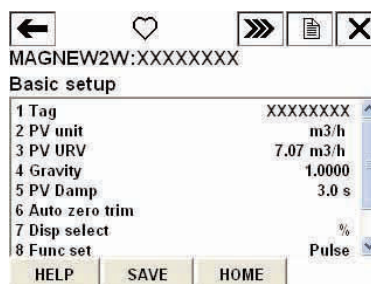 MAGNEW2W:XXXXXXXX
Basic setup
1 Tag XXXXXXXX
2 PV unit m3/h
3 PV URV 7.07 m3/h
4 Gravity 1.0000
5 PV Damp 3.0 s
6 Auto zero trim
7 Disp select %
8 Func set Pulse
HELP SAVE HOME